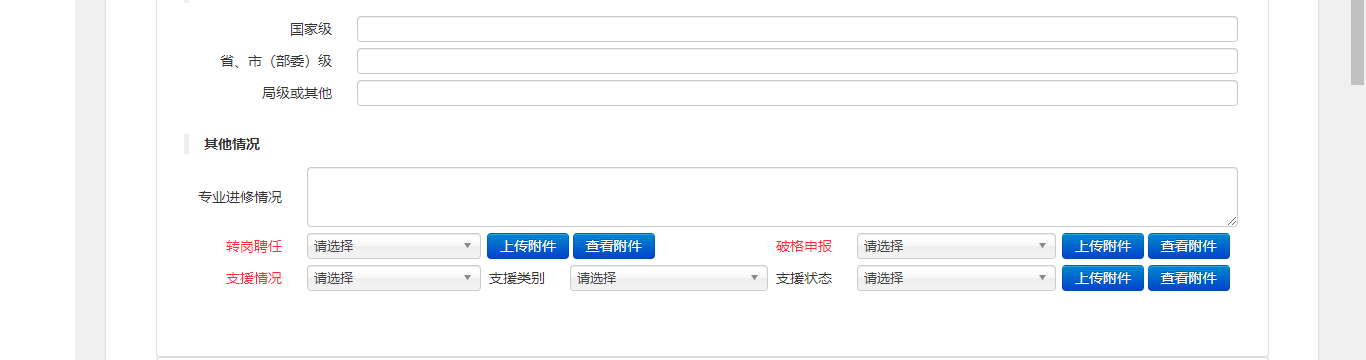 国家级
省、市（部委）级
局级或其他
其他情况
专业进修情况
转岗聘任 请选择 上传附件 查看附件 破格申报 请选择 上传附件 查看附件
支援情况 请选择 支援类别 请选择 支援状态 请选择 上传附件 查看附件